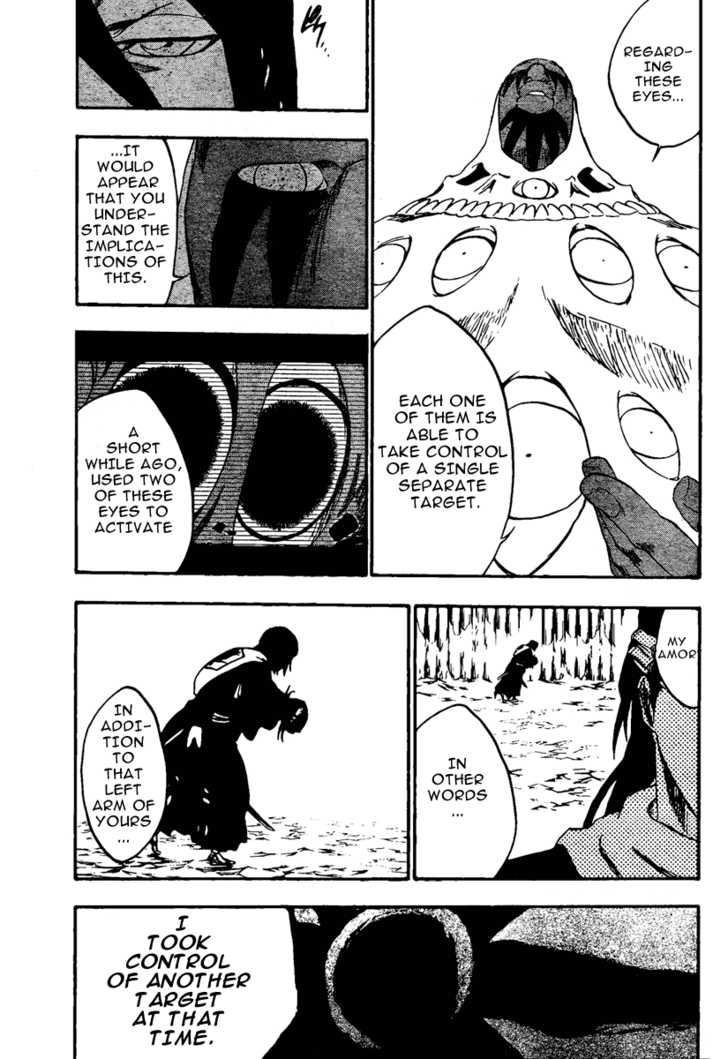 REGARD-
ING
THESE
EYES...
EACH ONE
OF THEM IS
ABLE TO
TAKE CONTROL
OF A SINGLE
SEPARATE
TARGET.
...IT
WOULD
APPEAR
THAT YOU
UNDER-
STAND THE
IMPLICA-
TIONS OF
THIS.
A
SHORT
WHILE AGO,
USED TWO
OF THESE
EYES TO
ACTIVATE
MY
AMOR
IN
OTHER
WORDS
...
IN
ADDI-
TION
TO
THAT
LEFT
ARM OF
YOURS
...
I
TOOK
CONTROL
OF ANOTHER
TARGET
AT THAT
TIME.